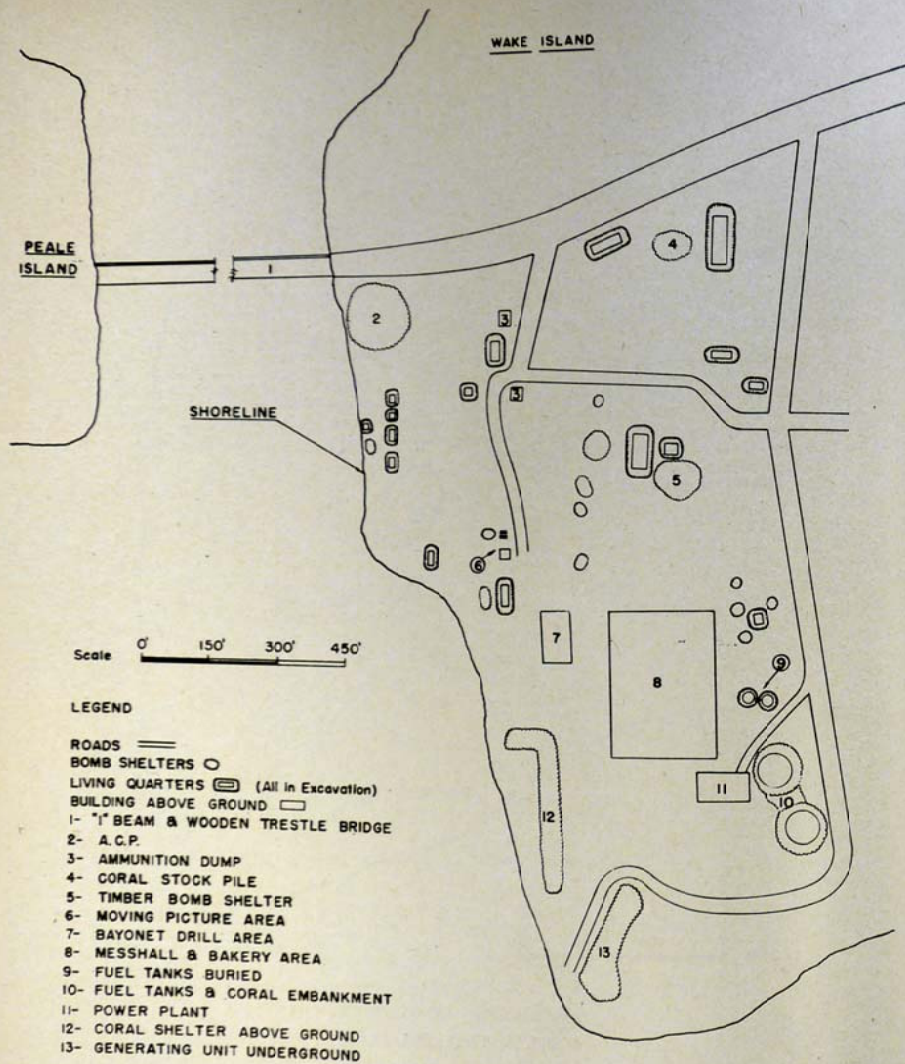 WAKE ISLAND
PEALE
ISLAND
1
2
3
4
3
SHORELINE
5
6
7
8
9
10
11
12
13
Scale 0' 150' 300' 450'
LEGEND
ROADS
BOMB SHELTERS
LIVING QUARTERS (All in Excavation)
BUILDING ABOVE GROUND
1- "I" BEAM & WOODEN TRESTLE BRIDGE
2- A.C.P.
3- AMMUNITION DUMP
4- CORAL STOCK PILE
5- TIMBER BOMB SHELTER
6- MOVING PICTURE AREA
7- BAYONET DRILL AREA
8- MESSHALL & BAKERY AREA
9- FUEL TANKS BURIED
10- FUEL TANKS & CORAL EMBANKMENT
11- POWER PLANT
12- CORAL SHELTER ABOVE GROUND
13- GENERATING UNIT UNDERGROUND